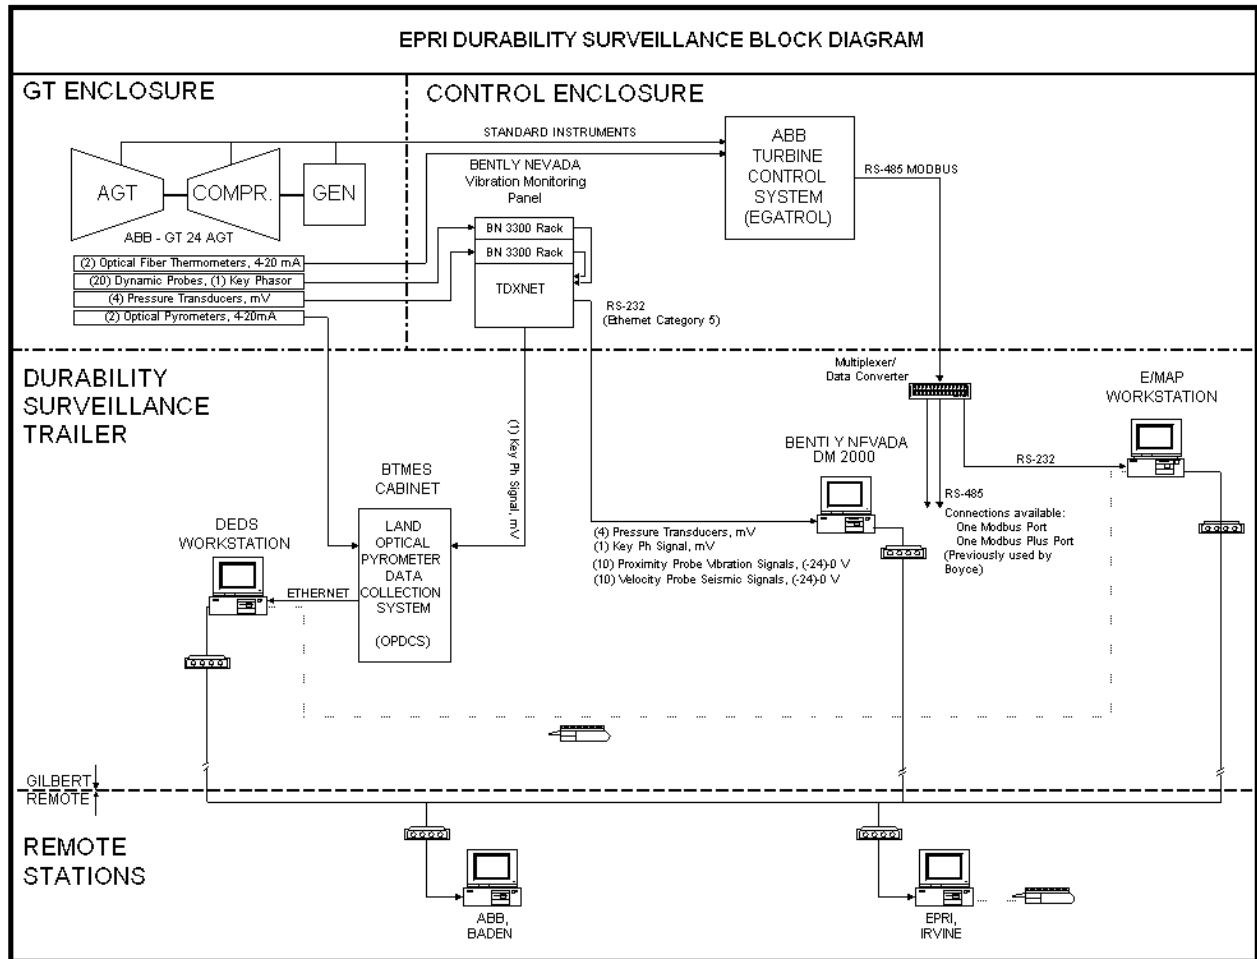 EPRI DURABILITY SURVEILLANCE BLOCK DIAGRAM
GT ENCLOSURE
CONTROL ENCLOSURE
STANDARD INSTRUMENTS
ABB
TURBINE
CONTROL
SYSTEM
(EGATROL)
RS-485 MODBUS
AGT
COMPR.
GEN
ABB - GT 24 AGT
BENTLY NEVADA
Vibration Monitoring
Panel
BN 3300 Rack
BN 3300 Rack
TDXNET
(2) Optical Fiber Thermometers, 4-20 mA
(20) Dynamic Probes, (1) Key Phasor
(4) Pressure Transducers, mV
(2) Optical Pyrometers, 4-20mA
RS-232
(Ethernet Category 5)
DURABILITY
SURVEILLANCE
TRAILER
Multiplexer/
Data Converter
E/MAP
WORKSTATION
(1) Key Ph Signal, mV
BENTLY NEVADA
DM 2000
RS-232
RS-485
Connections available:
One Modbus Port
One Modbus Plus Port
(Previously used by
Boyce)
BTMES
CABINET
LAND
OPTICAL
PYROMETER
DATA
COLLECTION
SYSTEM
(OPDCS)
DEDS
WORKSTATION
ETHERNET
(4) Pressure Transducers, mV
(1) Key Ph Signal, mV
(10) Proximity Probe Vibration Signals, (-24)-0 V
(10) Velocity Probe Seismic Signals, (-24)-0 V
GILBERT
REMOTE
REMOTE
STATIONS
ABB,
BADEN
EPRI,
IRVINE